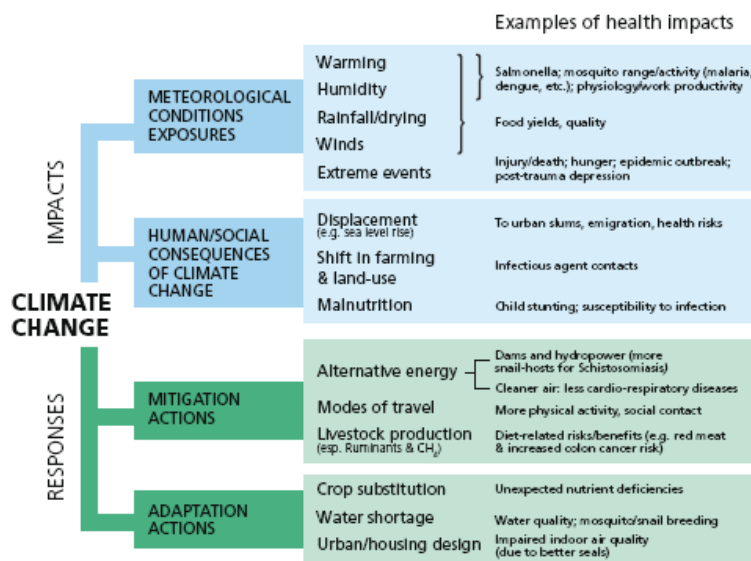 Examples of health impacts
IMPACTS
RESPONSES
CLIMATE
CHANGE
METEOROLOGICAL
CONDITIONS
EXPOSURES
Warming
Humidity
Rainfall/drying
Winds
Extreme events
Salmonella; mosquito range/activity (malaria,
dengue, etc.); physiology/work productivity
Food yields, quality
Injury/death; hunger; epidemic outbreak;
post-trauma depression
HUMAN/SOCIAL
CONSEQUENCES
OF CLIMATE
CHANGE
Displacement
(e.g. sea level rise)
To urban slums, emigration, health risks
Shift in farming
& land-use
Infectious agent contacts
Malnutrition
Child stunting; susceptibility to infection
MITIGATION
ACTIONS
Alternative energy
Dams and hydropower (more
snail-hosts for Schistosomiasis)
Cleaner air: less cardio-respiratory diseases
Modes of travel
More physical activity, social contact
Livestock production
(esp. Ruminants & CH₄)
Diet-related risks/benefits (e.g. red meat
& increased colon cancer risk)
ADAPTATION
ACTIONS
Crop substitution
Unexpected nutrient deficiencies
Water shortage
Water quality; mosquito/snail breeding
Urban/housing design
Impaired indoor air quality
(due to better seals)